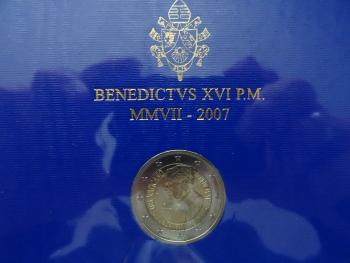 BENEDICTVS XVI P.M.
MMVII - 2007